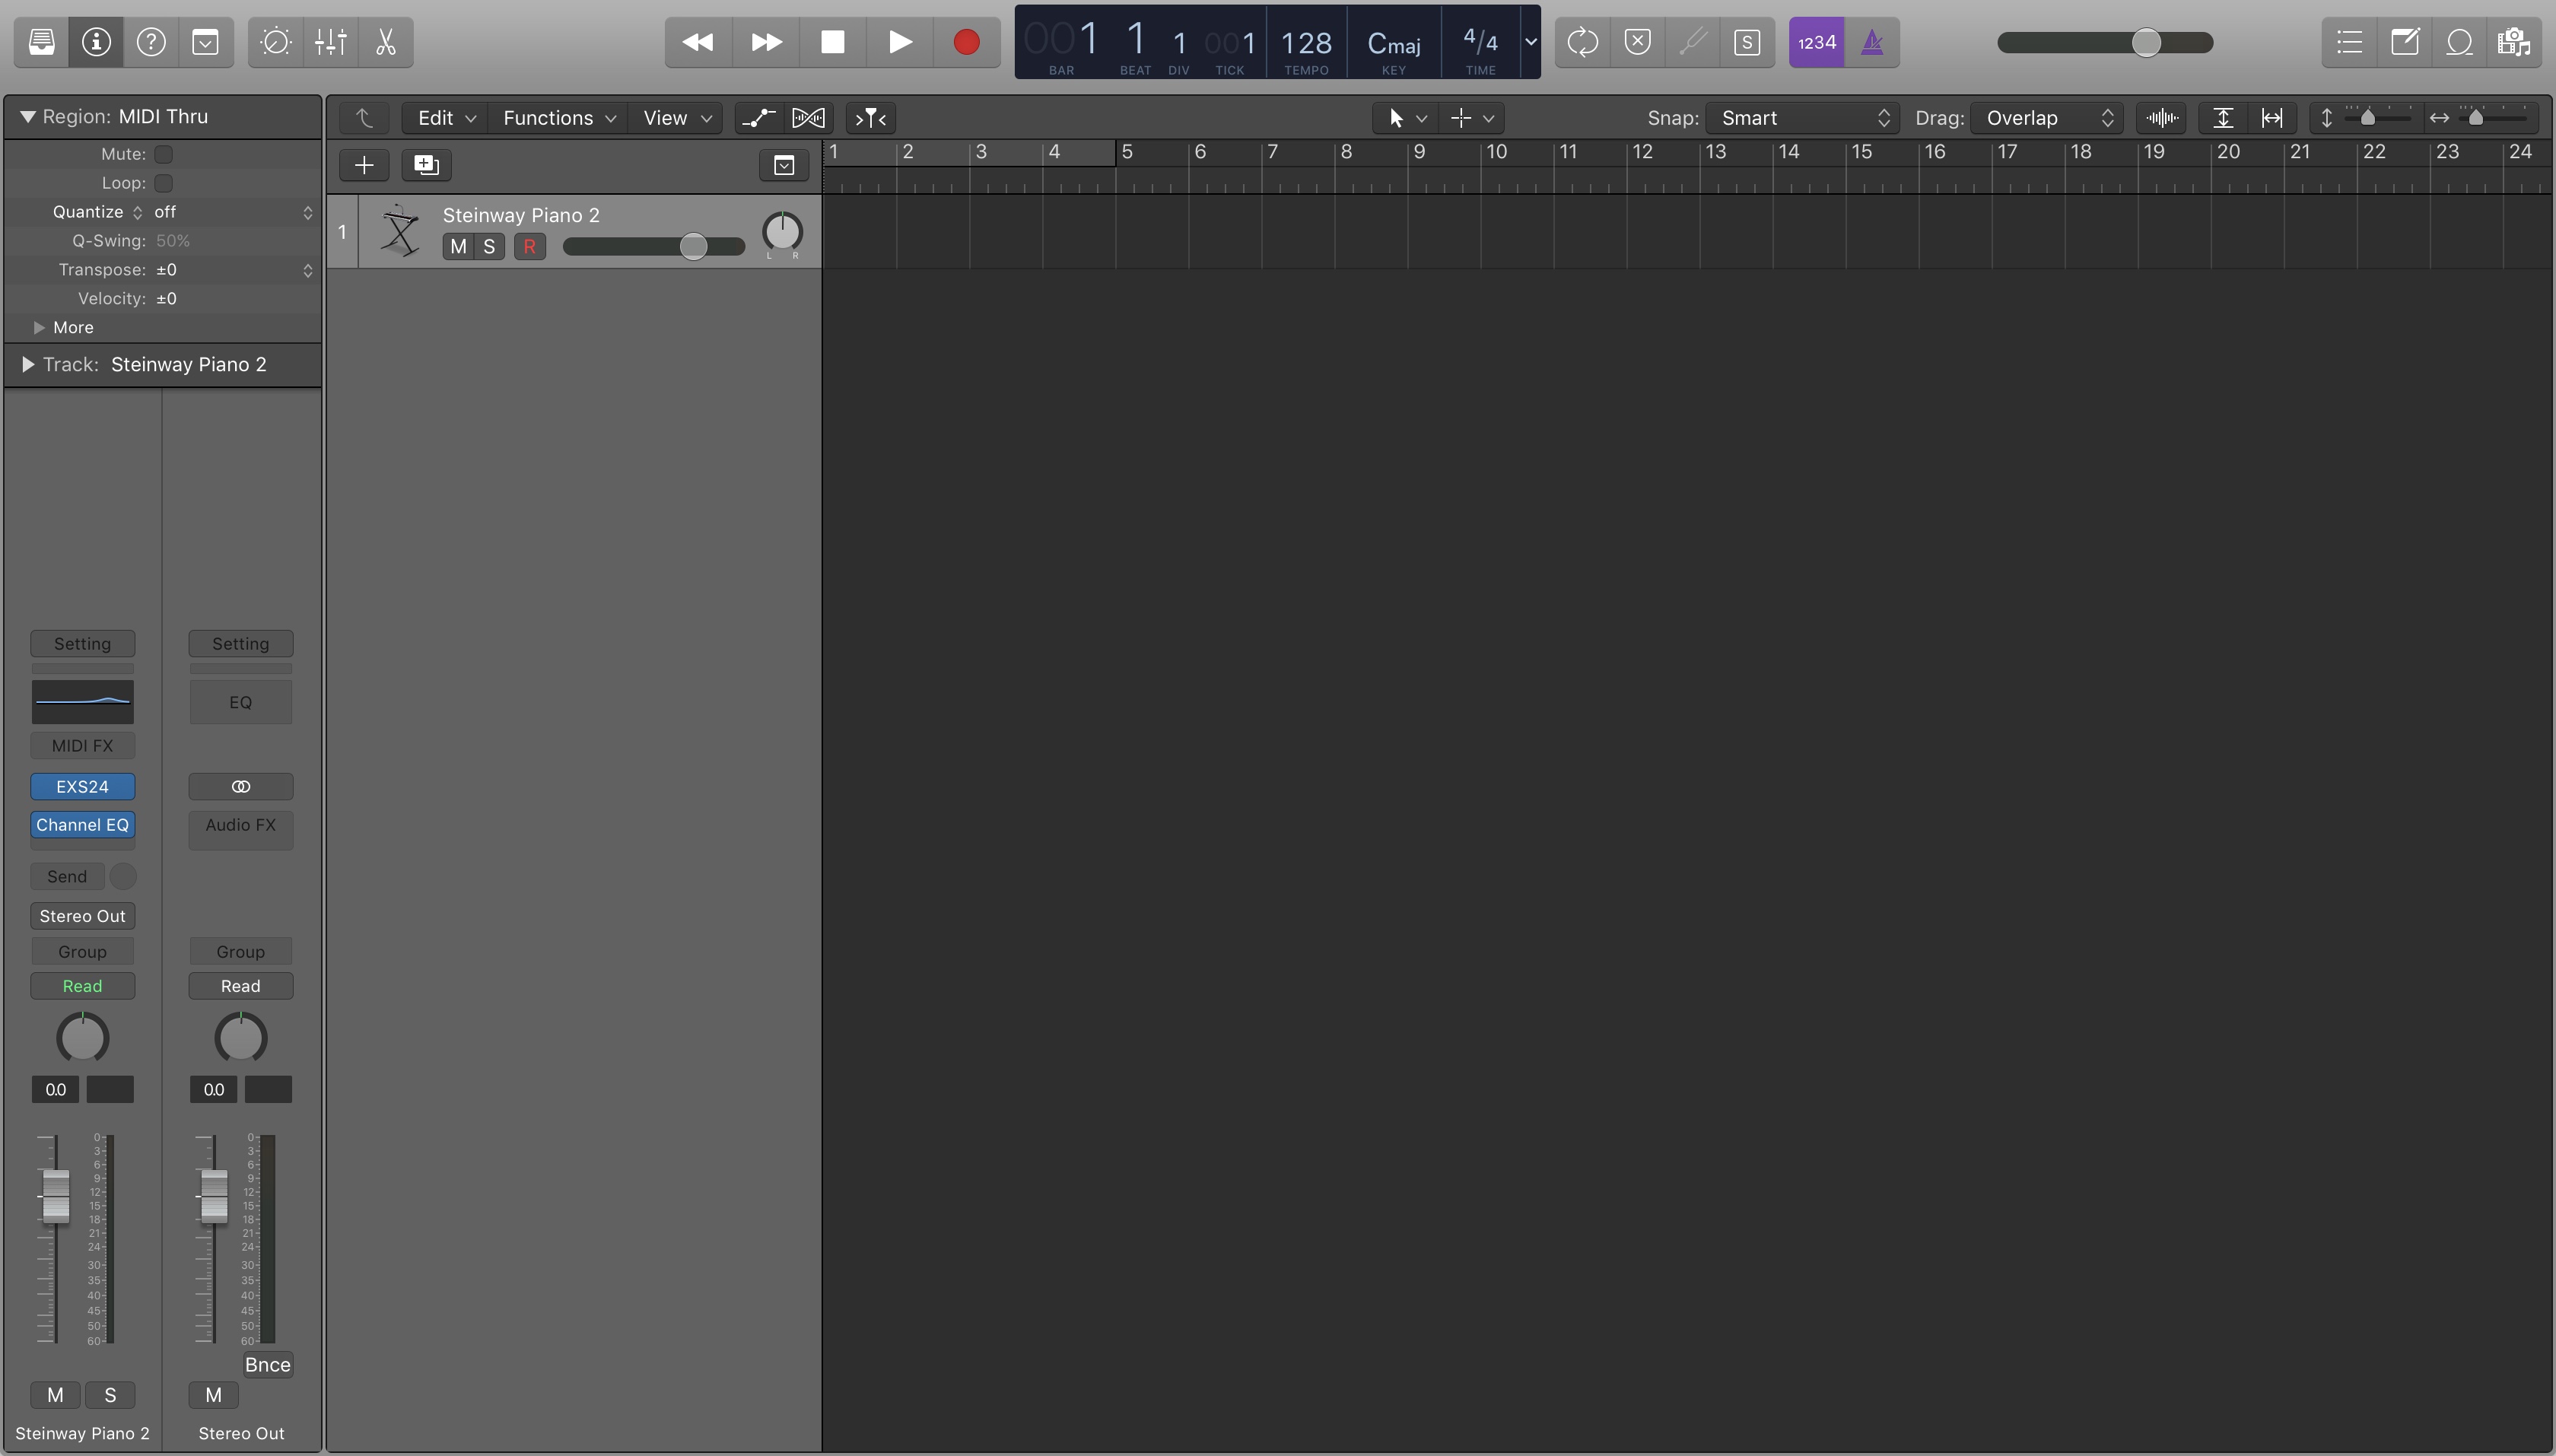 001 1 1 001 128 Cmaj 4/4
BAR BEAT DIV TICK TEMPO KEY TIME
S
1234
Region: MIDI Thru
Mute:
Loop:
Quantize off
Q-Swing: 50%
Transpose: ±0
Velocity: ±0
More
Track: Steinway Piano 2
Edit Functions View
Snap: Smart Drag: Overlap
1 2 3 4 5 6 7 8 9 10 11 12 13 14 15 16 17 18 19 20 21 22 23 24
1 Steinway Piano 2
M S R
L R
Setting Setting
EQ
MIDI FX
EXS24
Channel EQ Audio FX
Send
Stereo Out
Group Group
Read Read
0.0 0.0
0 0
3 3
6 6
9 9
12 12
15 15
18 18
21 21
24 24
30 30
35 35
40 40
45 45
50 50
60 60
Bnce
M S M
Steinway Piano 2 Stereo Out